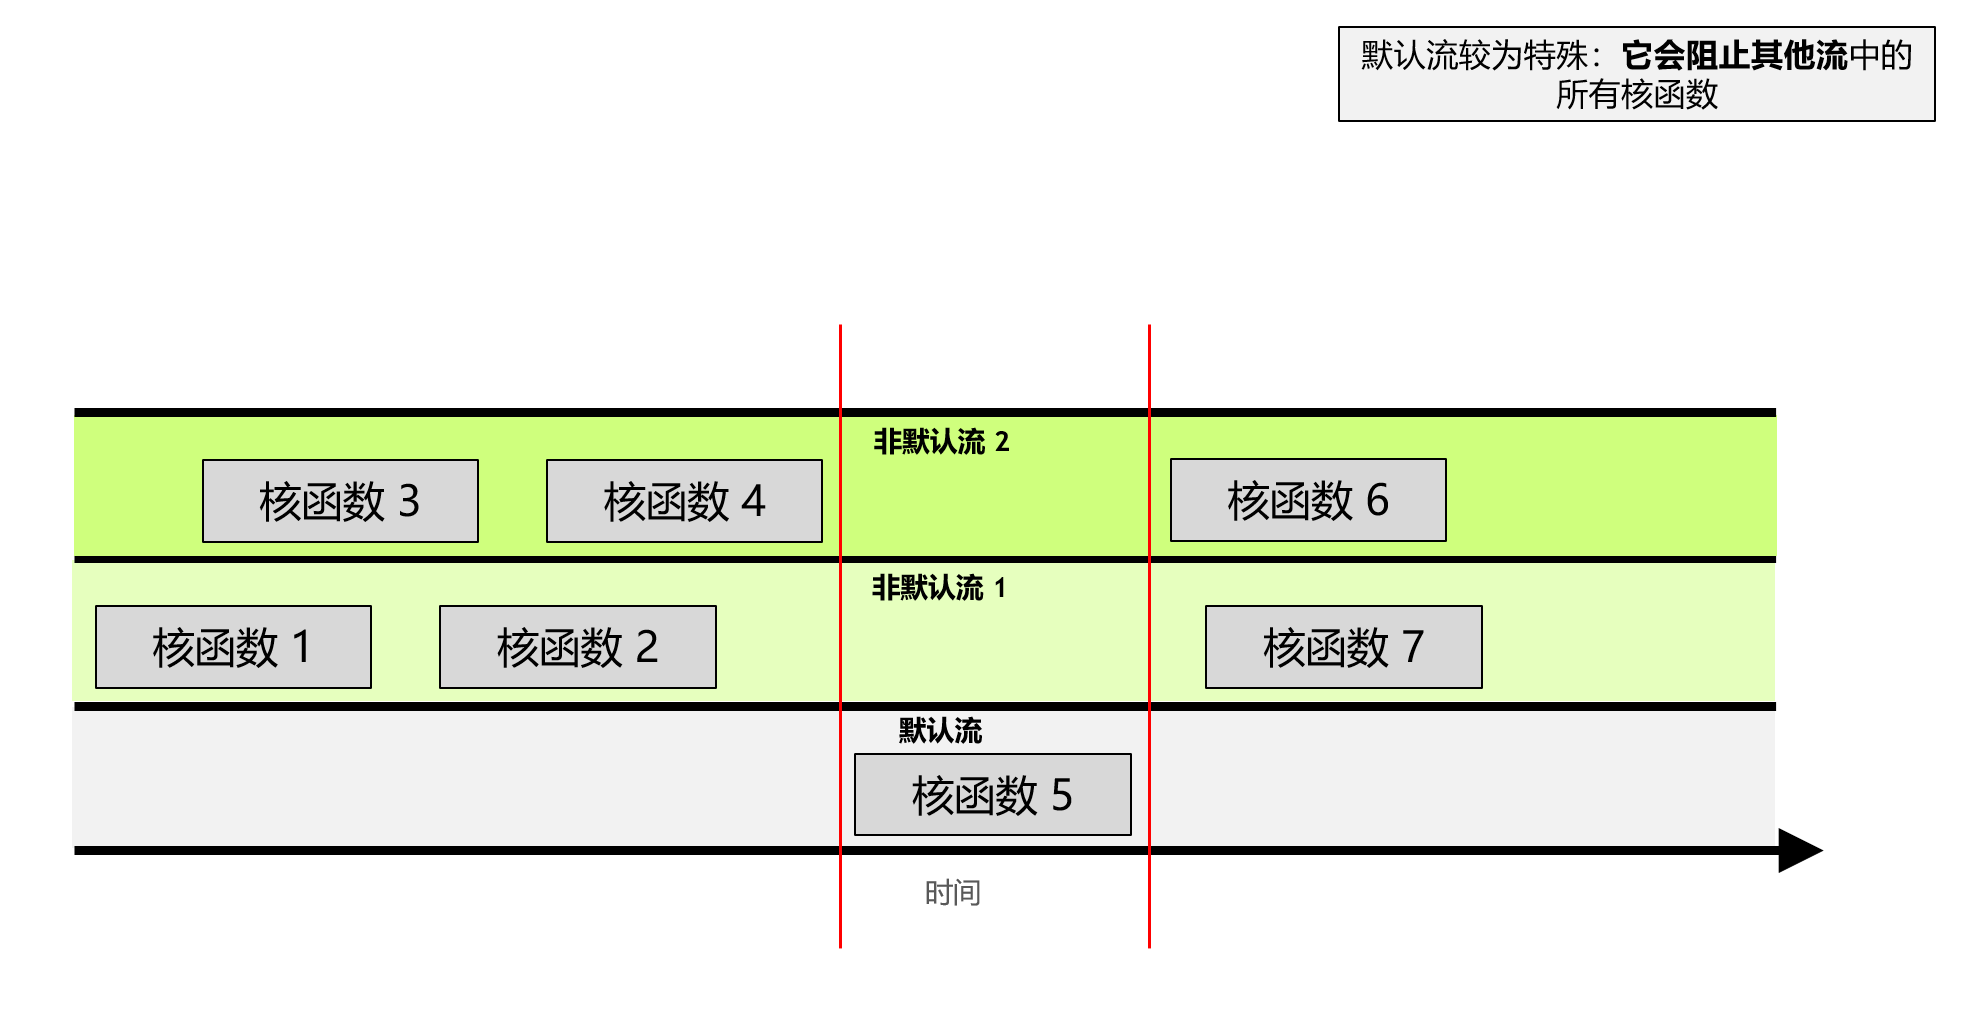 默认流较为特殊：它会阻止其他流中的
所有核函数
非默认流 2
核函数 3
核函数 4
核函数 6
非默认流 1
核函数 1
核函数 2
核函数 7
默认流
核函数 5
时间